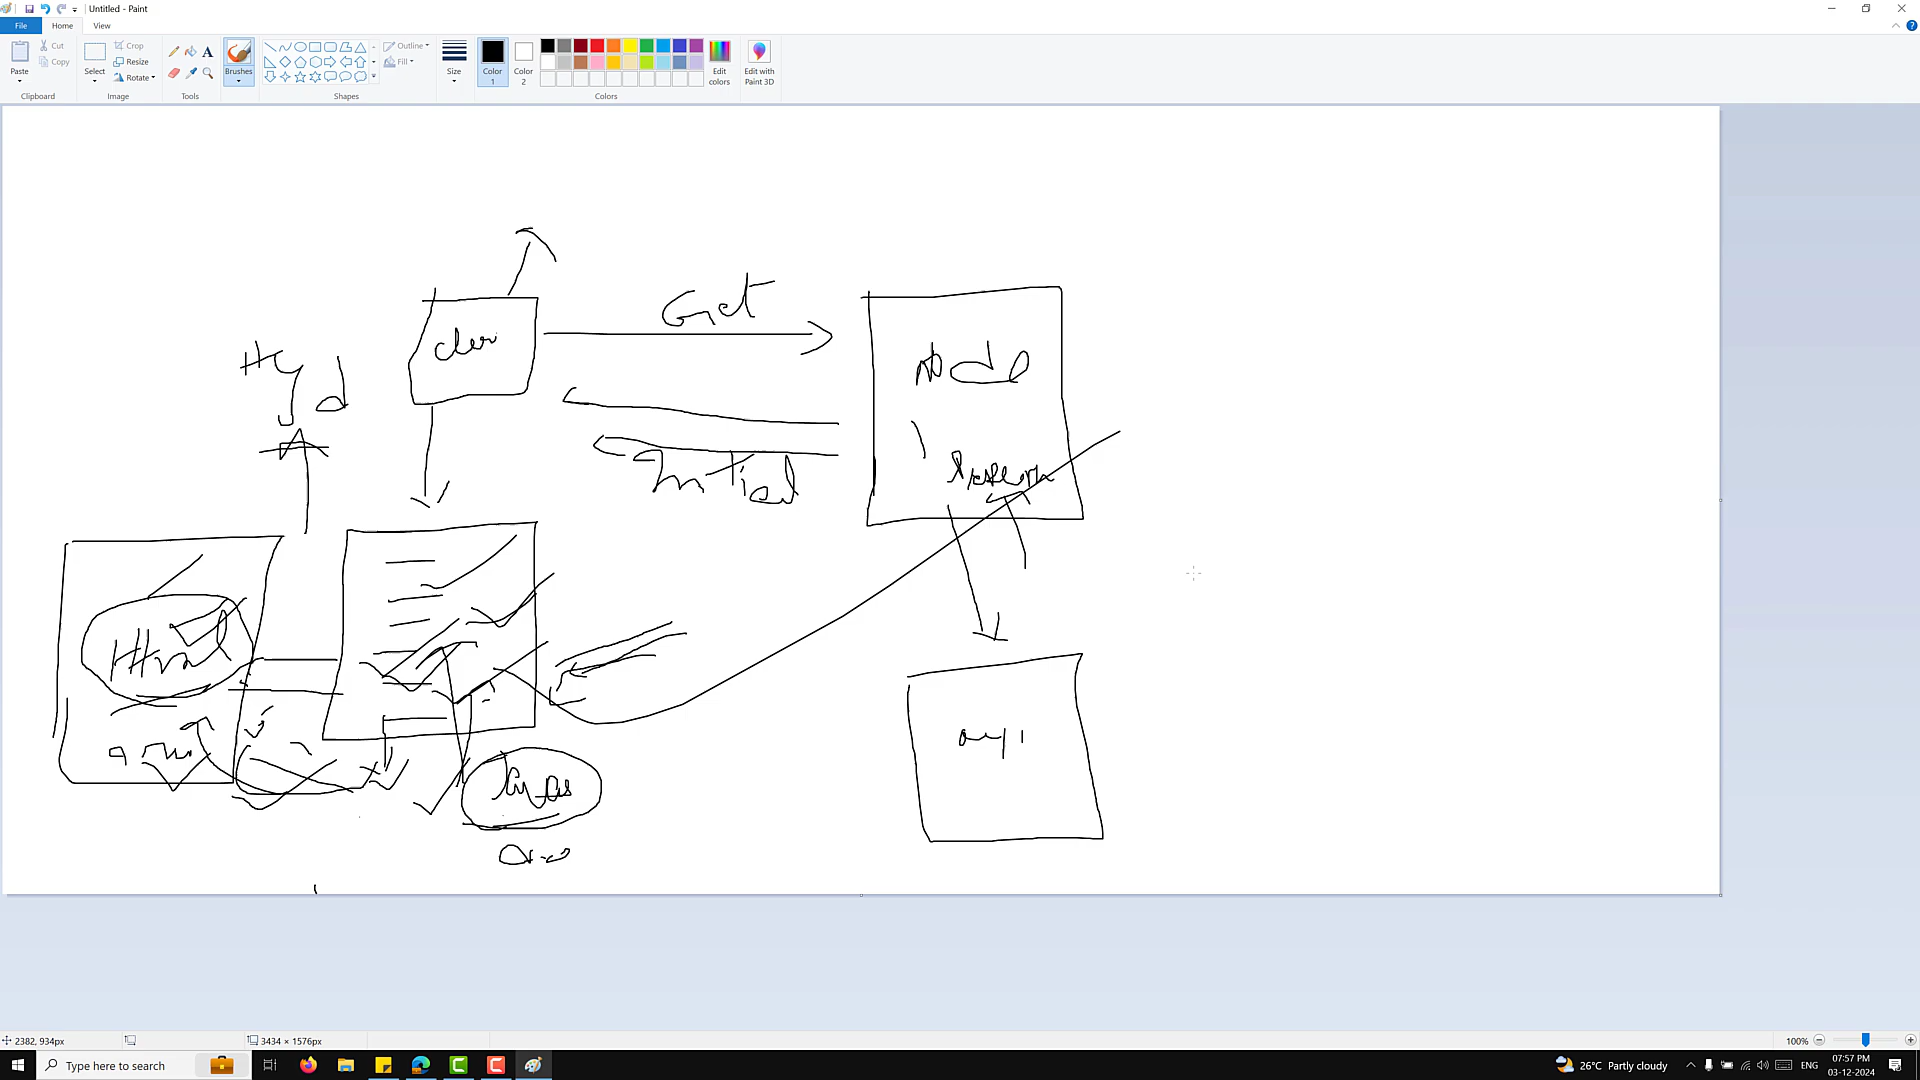 Untitled - Paint
File
Home
View
Paste
Cut
Copy
Clipboard
Select
Crop
Resize
Rotate
Image
Tools
Brushes
Shapes
Outline
Fill
Size
Color 1
Color 2
Edit colors
Edit with Paint 3D
Colors
Get
Node
Hyd
Initial
Html
api
2382, 934px
3434 × 1576px
100%
Type here to search
26°C Partly cloudy
ENG
07:57 PM
03-12-2024